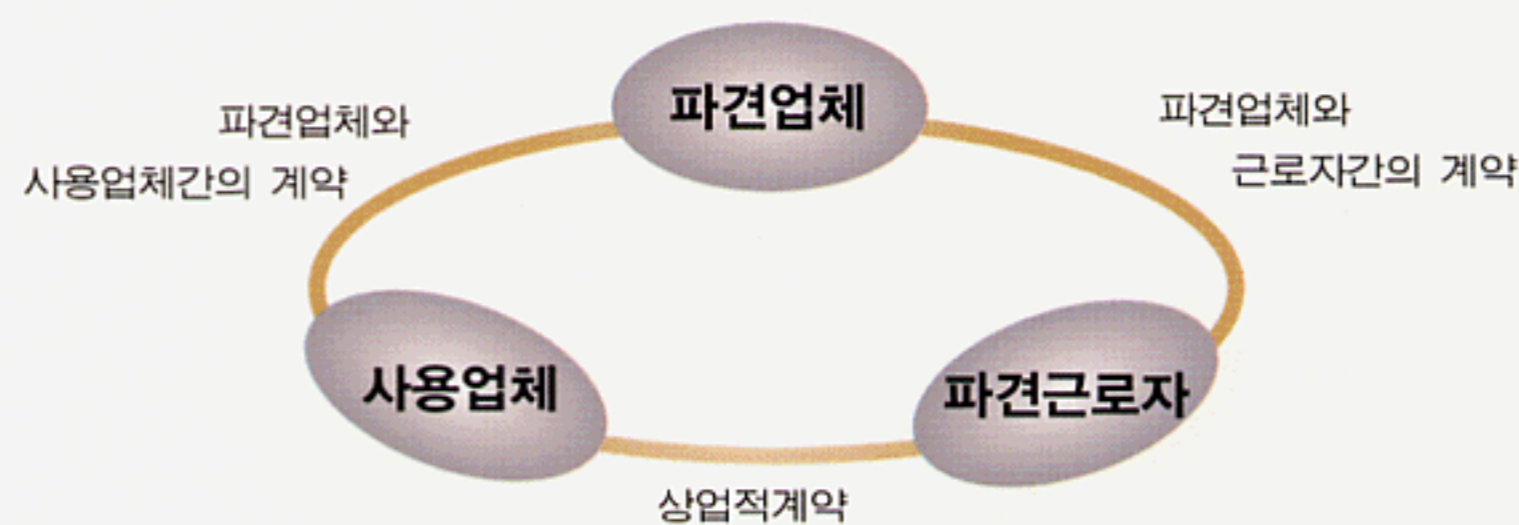 파견업체
파견업체와
사용업체간의 계약
파견업체와
근로자간의 계약
사용업체
파견근로자
상업적계약